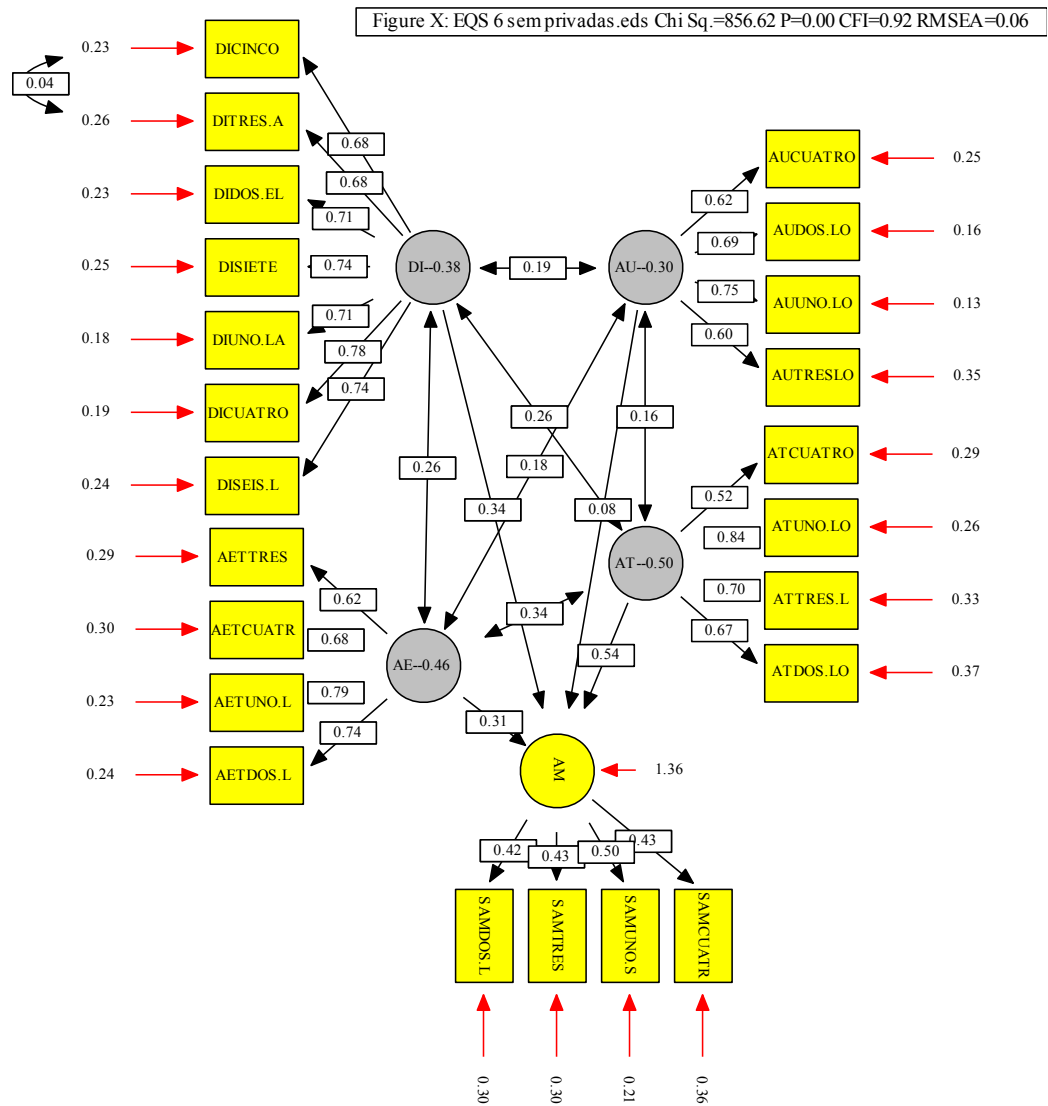 Figure X: EQS 6 sem privadas.eds Chi Sq.=856.62 P=0.00 CFI=0.92 RMSEA=0.06
0.23
DICINCO
0.04
0.26
DITRES.A
0.68
0.68
0.23
DIDOS.EL
0.71
0.25
DISIETE
0.74
0.18
DIUNO.LA
0.71
0.78
0.19
DICUATRO
0.74
0.24
DISEIS.L
DI--0.38
0.19
AU--0.30
0.62
AUCUATRO
0.25
0.69
AUDOS.LO
0.16
0.75
AUUNO.LO
0.13
0.60
AUTRESLO
0.35
0.26
0.26
0.18
0.16
0.34
0.08
ATCUATRO
0.29
0.52
ATUNO.LO
0.26
0.84
AT--0.50
0.70
ATTRES.L
0.33
0.67
ATDOS.LO
0.37
0.29
AETTRES
0.62
0.30
AETCUATR
0.68
0.23
AETUNO.L
0.79
0.24
AETDOS.L
0.74
AE--0.46
0.34
0.54
0.31
AM
1.36
0.42
0.43
0.50
0.43
SAMDOS.L
SAMTRES
SAMUNO.S
SAMCUATR
0.30
0.30
0.21
0.36